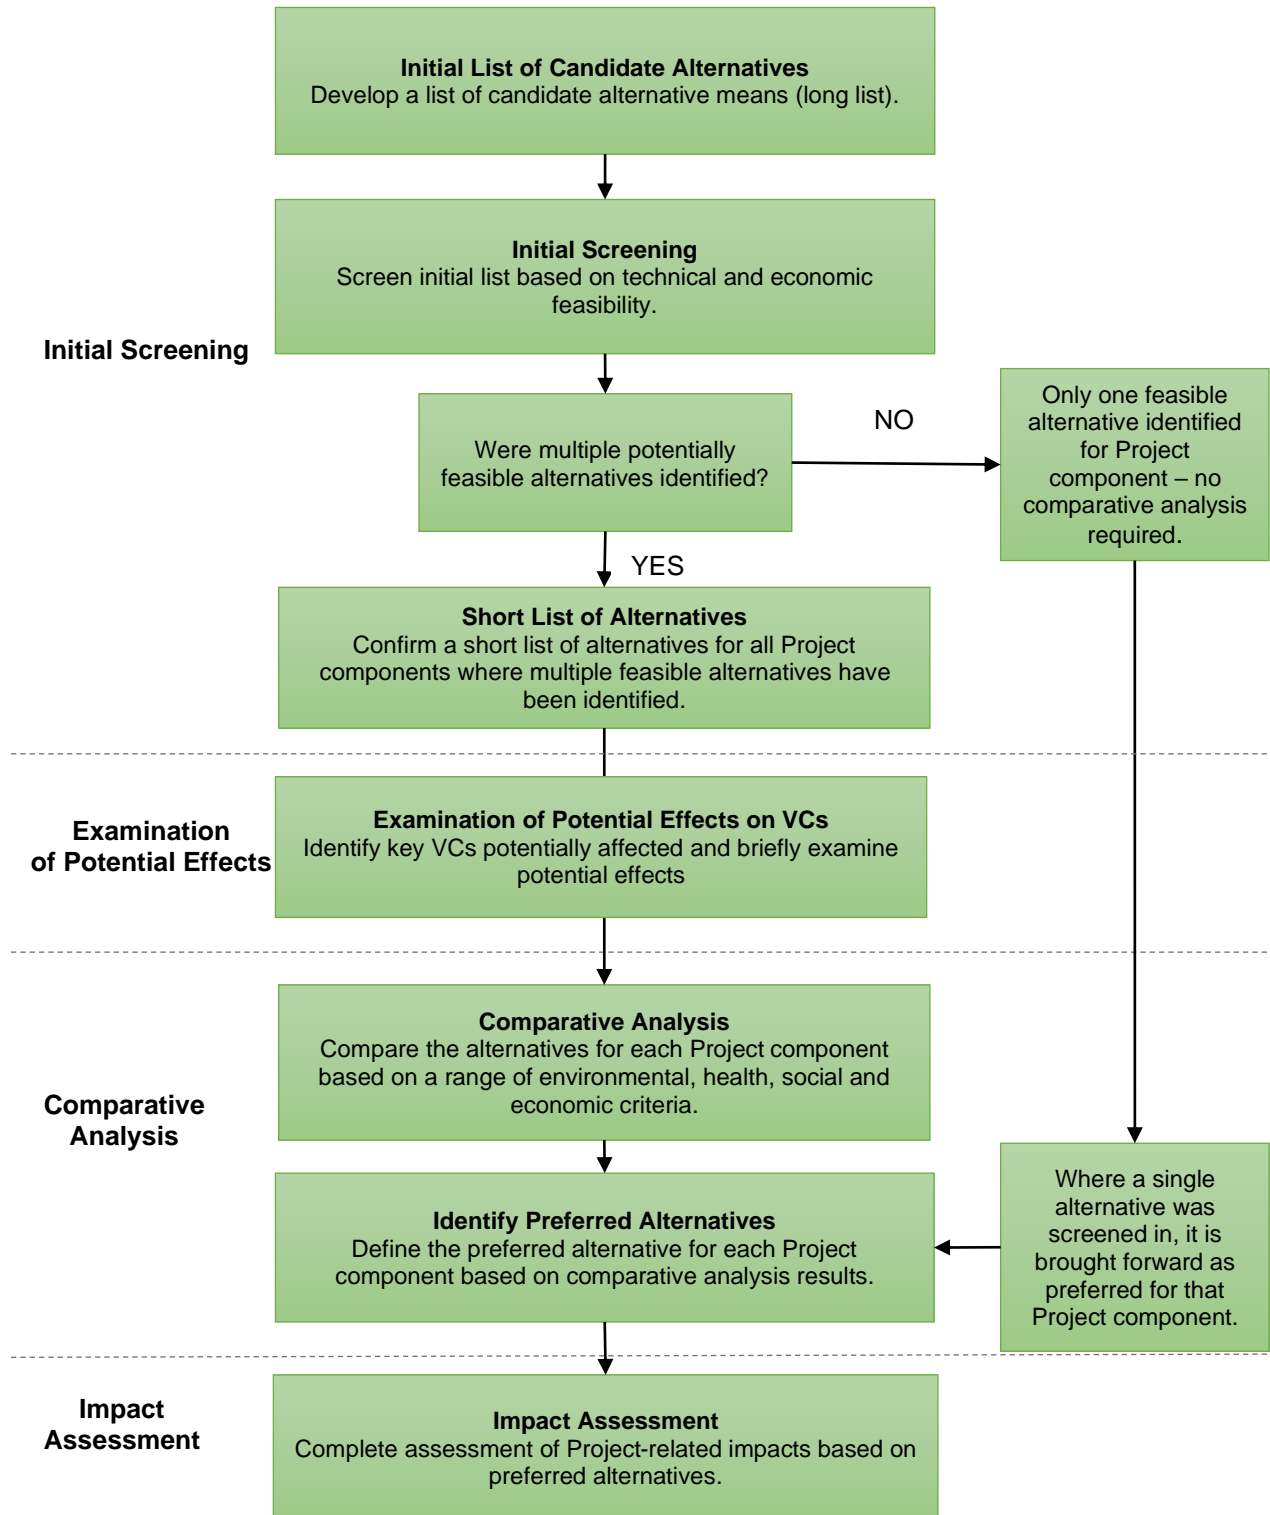 Initial List of Candidate Alternatives
Develop a list of candidate alternative means (long list).
Initial Screening
Screen initial list based on technical and economic
feasibility.
Initial Screening
Were multiple potentially
feasible alternatives identified?
NO
Only one feasible
alternative identified
for Project
component – no
comparative analysis
required.
YES
Short List of Alternatives
Confirm a short list of alternatives for all Project
components where multiple feasible alternatives have
been identified.
Examination
of Potential Effects
Examination of Potential Effects on VCs
Identify key VCs potentially affected and briefly examine
potential effects
Comparative
Analysis
Comparative Analysis
Compare the alternatives for each Project component
based on a range of environmental, health, social and
economic criteria.
Identify Preferred Alternatives
Define the preferred alternative for each Project
component based on comparative analysis results.
Where a single
alternative was
screened in, it is
brought forward as
preferred for that
Project component.
Impact
Assessment
Impact Assessment
Complete assessment of Project-related impacts based on
preferred alternatives.